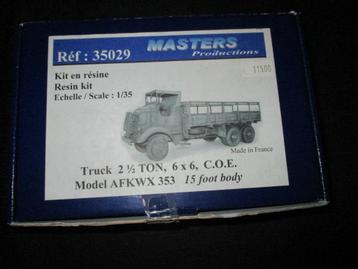 Réf : 35029
MASTERS
Productions
Kit en résine
Resin kit
Echelle / Scale : 1/35
Made in France
Truck 2 ½ TON, 6 x 6, C.O.E.
Model AFKWX 353 15 foot body